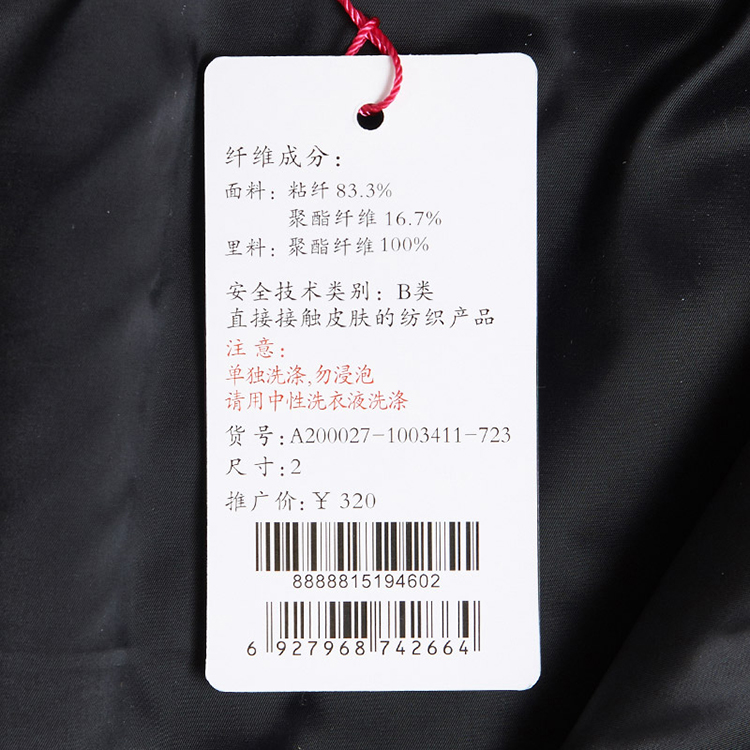 纤维成分：
面料：粘纤 83.3%
聚酯纤维 16.7%
里料：聚酯纤维 100%
安全技术类别：B类
直接接触皮肤的纺织产品
注意：
单独洗涤,勿浸泡
请用中性洗衣液洗涤
货号:A200027-1003411-723
尺寸:2
推广价:￥320
8888815194602
6 927968 742664